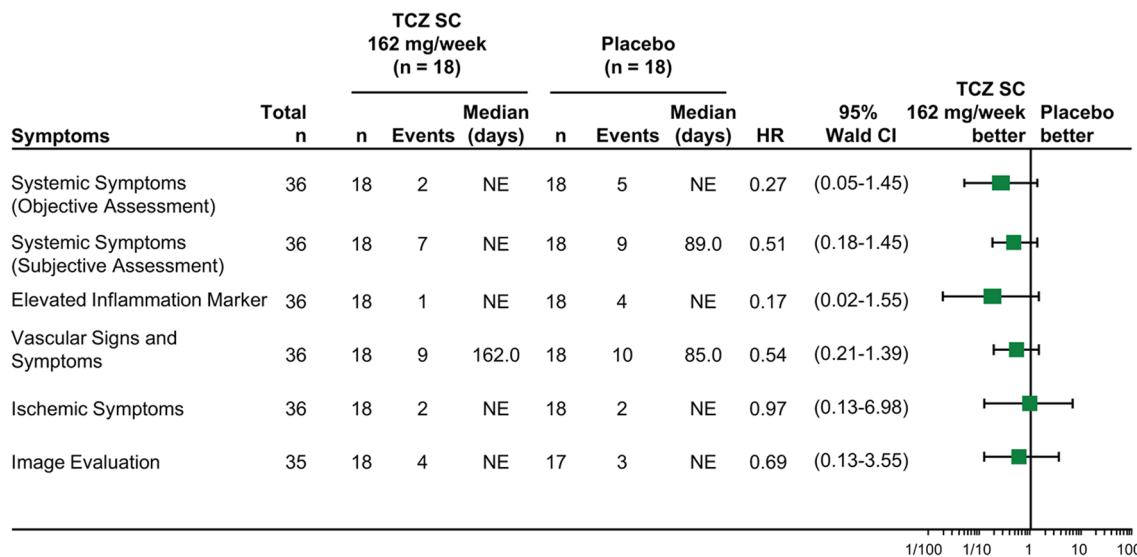 TCZ SC
162 mg/week
(n = 18)
Placebo
(n = 18)
Symptoms Total n n Events Median (days) n Events Median (days) HR 95% Wald CI TCZ SC 162 mg/week better Placebo better
Systemic Symptoms
(Objective Assessment) 36 18 2 NE 18 5 NE 0.27 (0.05-1.45)
Systemic Symptoms
(Subjective Assessment) 36 18 7 NE 18 9 89.0 0.51 (0.18-1.45)
Elevated Inflammation Marker 36 18 1 NE 18 4 NE 0.17 (0.02-1.55)
Vascular Signs and
Symptoms 36 18 9 162.0 18 10 85.0 0.54 (0.21-1.39)
Ischemic Symptoms 36 18 2 NE 18 2 NE 0.97 (0.13-6.98)
Image Evaluation 35 18 4 NE 17 3 NE 0.69 (0.13-3.55)
1/100 1/10 1 10 100